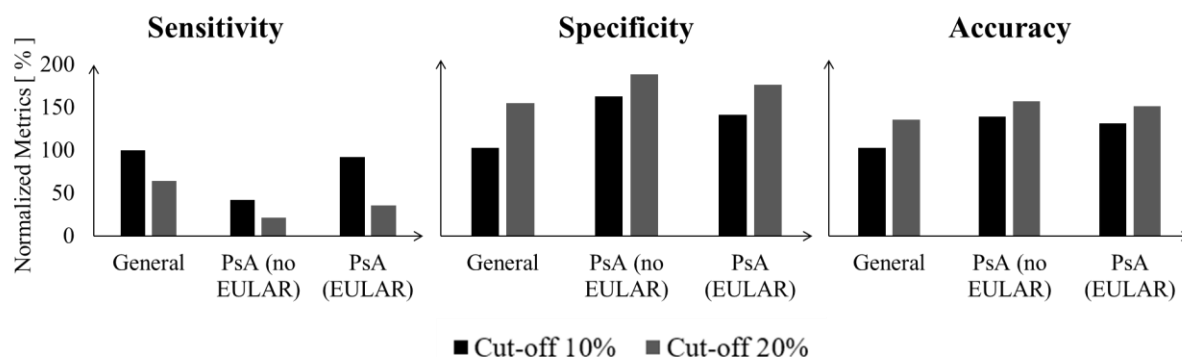 Sensitivity
Specificity
Accuracy
Normalized Metrics [ % ]
200
150
100
50
0
General
PsA (no
EULAR)
PsA
(EULAR)
General
PsA (no
EULAR)
PsA
(EULAR)
General
PsA (no
EULAR)
PsA
(EULAR)
Cut-off 10%
Cut-off 20%